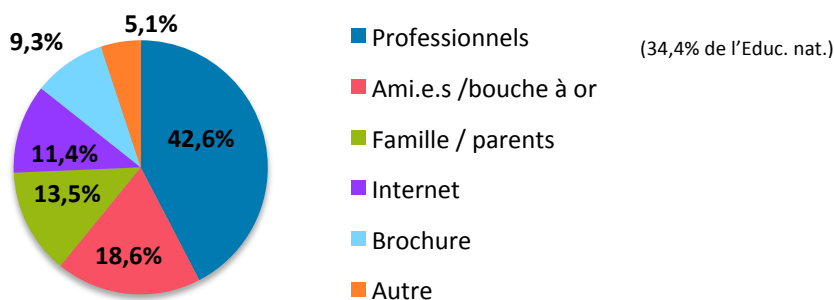 5,1%
9,3%
42,6%
11,4%
13,5%
18,6%
Professionnels (34,4% de l’Educ. nat.)
Ami.e.s /bouche à or
Famille / parents
Internet
Brochure
Autre